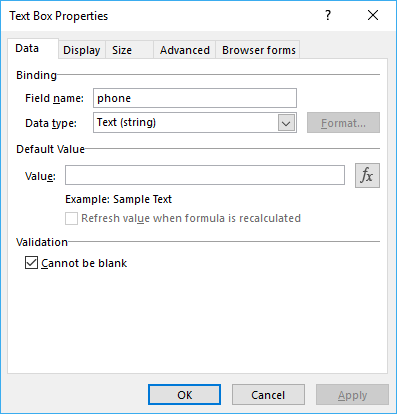 Text Box Properties ?
Data Display Size Advanced Browser forms
Binding
Field name: phone
Data type: Text (string) Format...
Default Value
Value: fx
Example: Sample Text
Refresh value when formula is recalculated
Validation
Cannot be blank
OK Cancel Apply